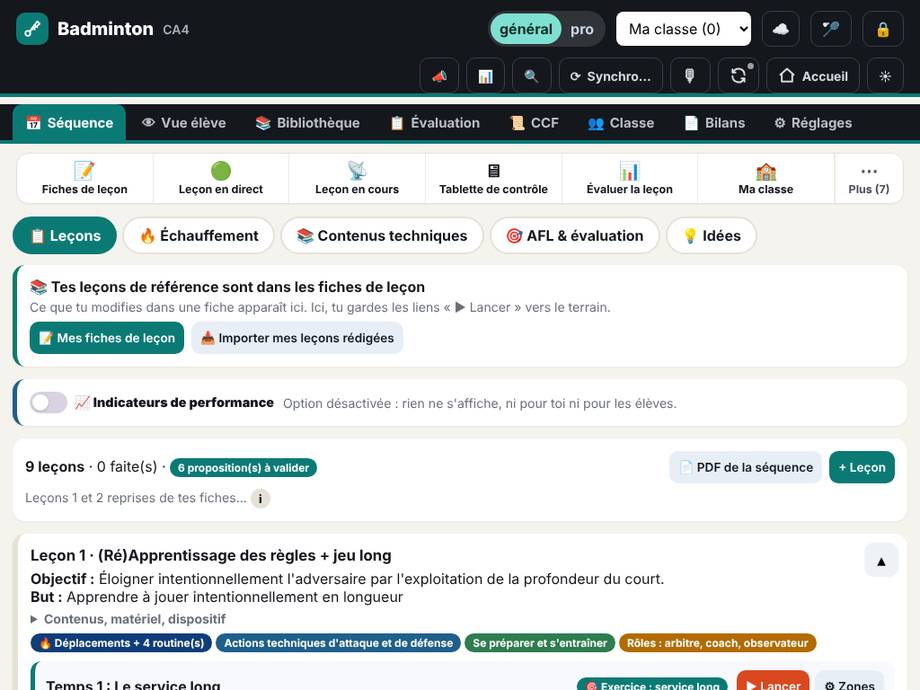 Badminton CA4 général pro Ma classe (0)
Synchro... Accueil
Séquence Vue élève Bibliothèque Évaluation CCF Classe Bilans Réglages
Fiches de leçon Leçon en direct Leçon en cours Tablette de contrôle Évaluer la leçon Ma classe Plus (7)
Leçons Échauffement Contenus techniques AFL & évaluation Idées
Tes leçons de référence sont dans les fiches de leçon
Ce que tu modifies dans une fiche apparaît ici. Ici, tu gardes les liens « ▶ Lancer » vers le terrain.
Mes fiches de leçon Importer mes leçons rédigées
Indicateurs de performance Option désactivée : rien ne s'affiche, ni pour toi ni pour les élèves.
9 leçons · 0 faite(s) · 6 proposition(s) à valider PDF de la séquence + Leçon
Leçons 1 et 2 reprises de tes fiches... i
Leçon 1 · (Ré)Apprentissage des règles + jeu long
Objectif : Éloigner intentionnellement l'adversaire par l'exploitation de la profondeur du court.
But : Apprendre à jouer intentionnellement en longueur
Contenus, matériel, dispositif
Déplacements + 4 routine(s) Actions techniques d'attaque et de défense Se préparer et s'entraîner Rôles : arbitre, coach, observateur
Temps 1 : Le service long Exercice : service long Lancer Zones